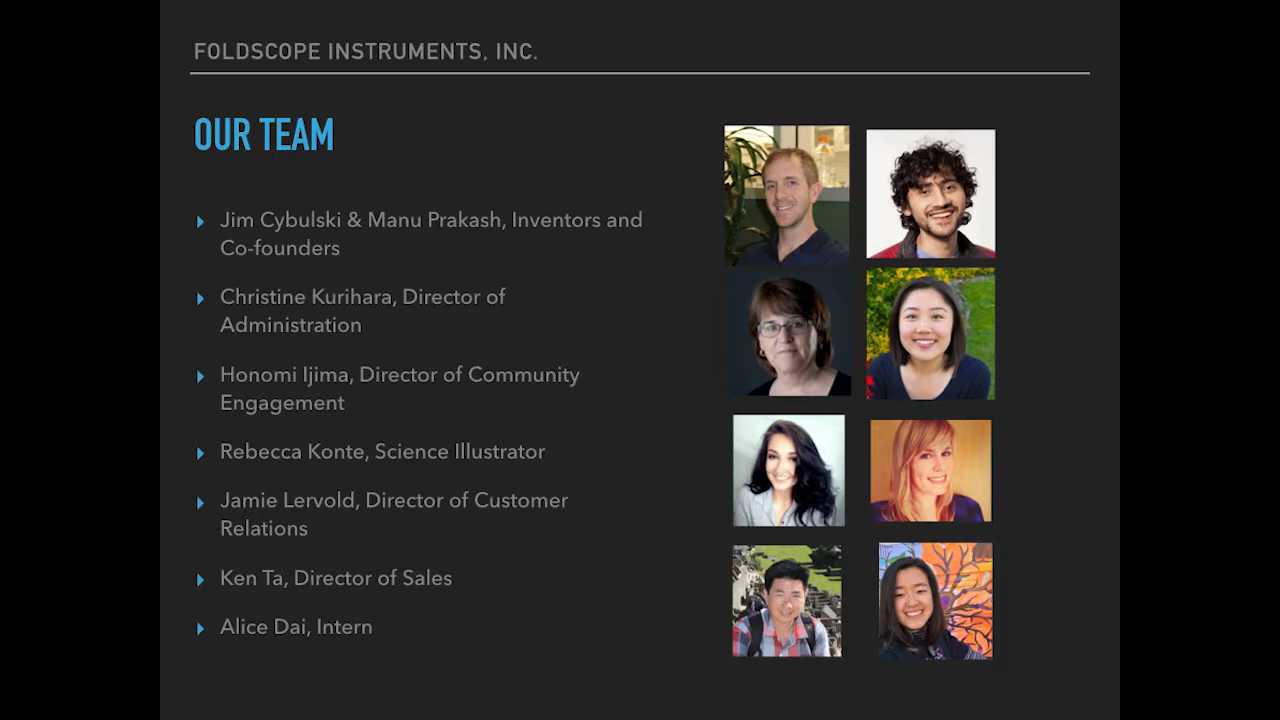 FOLDSCOPE INSTRUMENTS, INC.
OUR TEAM
Jim Cybulski & Manu Prakash, Inventors and
Co-founders
Christine Kurihara, Director of
Administration
Honomi Ijima, Director of Community
Engagement
Rebecca Konte, Science Illustrator
Jamie Lervold, Director of Customer
Relations
Ken Ta, Director of Sales
Alice Dai, Intern